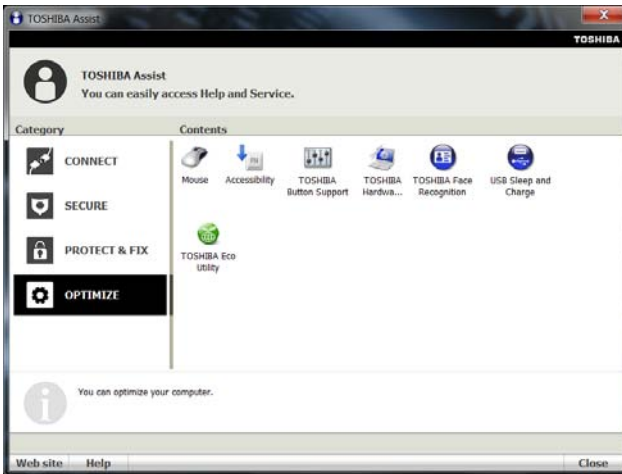 TOSHIBA Assist
TOSHIBA
TOSHIBA Assist
You can easily access Help and Service.
Category
Contents
CONNECT
SECURE
PROTECT & FIX
OPTIMIZE
Mouse
Accessibility
TOSHIBA
Button Support
TOSHIBA
Hardwa...
TOSHIBA Face
Recognition
USB Sleep and
Charge
TOSHIBA Eco
Utility
You can optimize your computer.
Web site
Help
Close